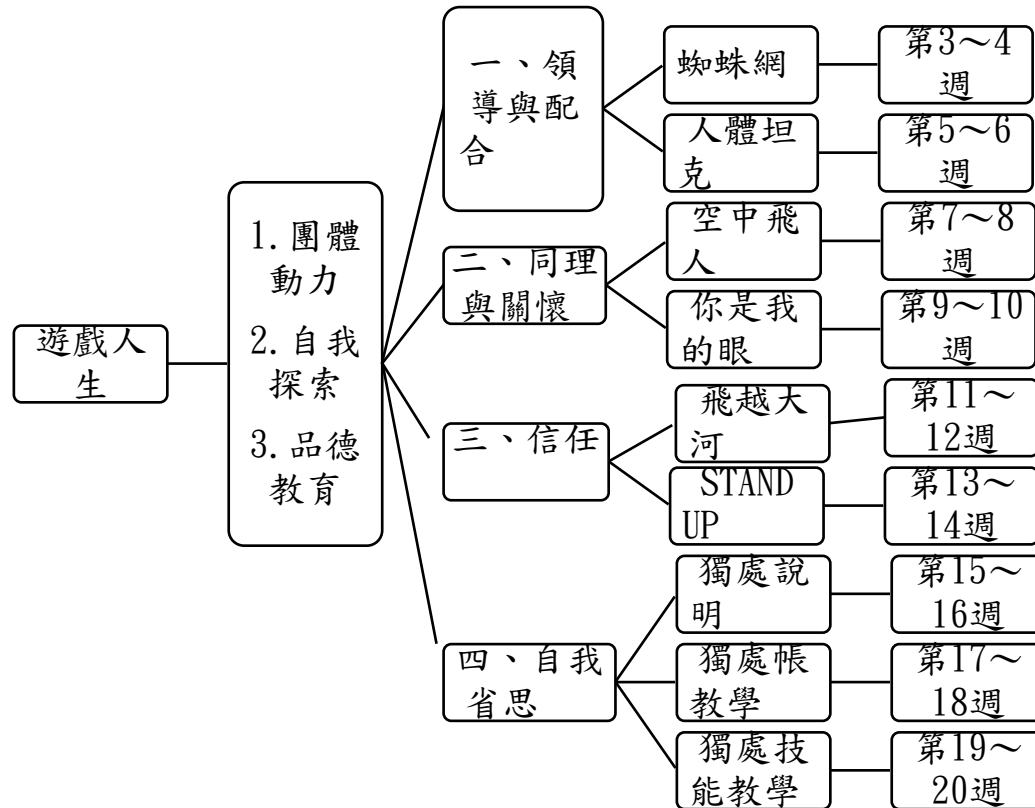 遊戲人
生
1.團體
動力
2.自我
探索
3.品德
教育
一、領
導與配
合
蜘蛛網
第3～4
週
人體坦
克
第5～6
週
二、同理
與關懷
空中飛
人
第7～8
週
你是我
的眼
第9～10
週
三、信任
飛越大
河
第11～
12週
STAND
UP
第13～
14週
四、自我
省思
獨處說
明
第15～
16週
獨處帳
教學
第17～
18週
獨處技
能教學
第19～
20週